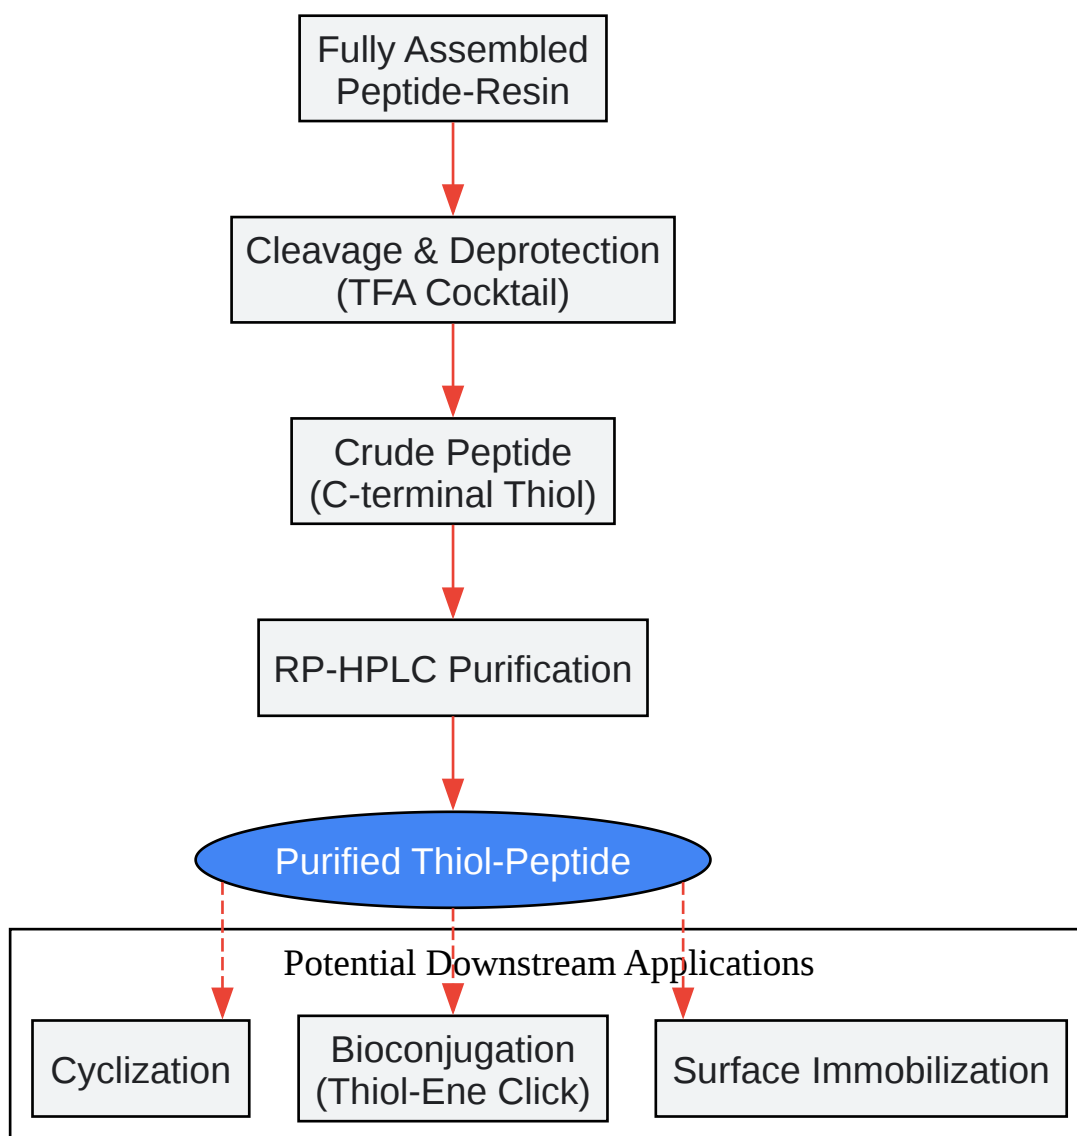 Fully Assembled
Peptide-Resin
Cleavage & Deprotection
(TFA Cocktail)
Crude Peptide
(C-terminal Thiol)
RP-HPLC Purification
Purified Thiol-Peptide
Potential Downstream Applications
Cyclization
Bioconjugation
(Thiol-Ene Click)
Surface Immobilization